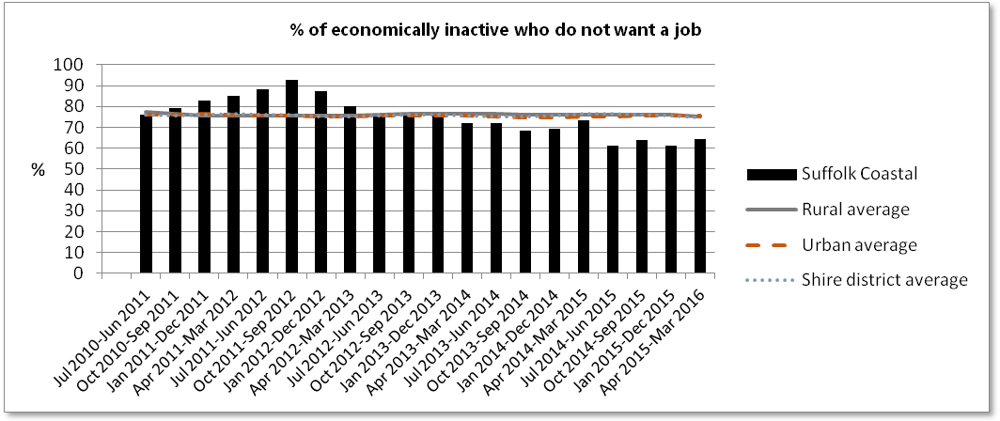 % of economically inactive who do not want a job
100
90
80
70
60
50
40
30
20
10
0
%
Jul 2010-Jun 2011
Oct 2010-Sep 2011
Jan 2011-Dec 2011
Apr 2011-Mar 2012
Jul 2011-Jun 2012
Oct 2011-Sep 2012
Jan 2012-Dec 2012
Apr 2012-Mar 2013
Jul 2012-Jun 2013
Oct 2012-Sep 2013
Jan 2013-Dec 2013
Apr 2013-Mar 2014
Jul 2013-Jun 2014
Oct 2013-Sep 2014
Jan 2014-Dec 2014
Apr 2014-Mar 2015
Jul 2014-Jun 2015
Oct 2014-Sep 2015
Jan 2015-Dec 2015
Apr 2015-Mar 2016
Suffolk Coastal
Rural average
Urban average
Shire district average